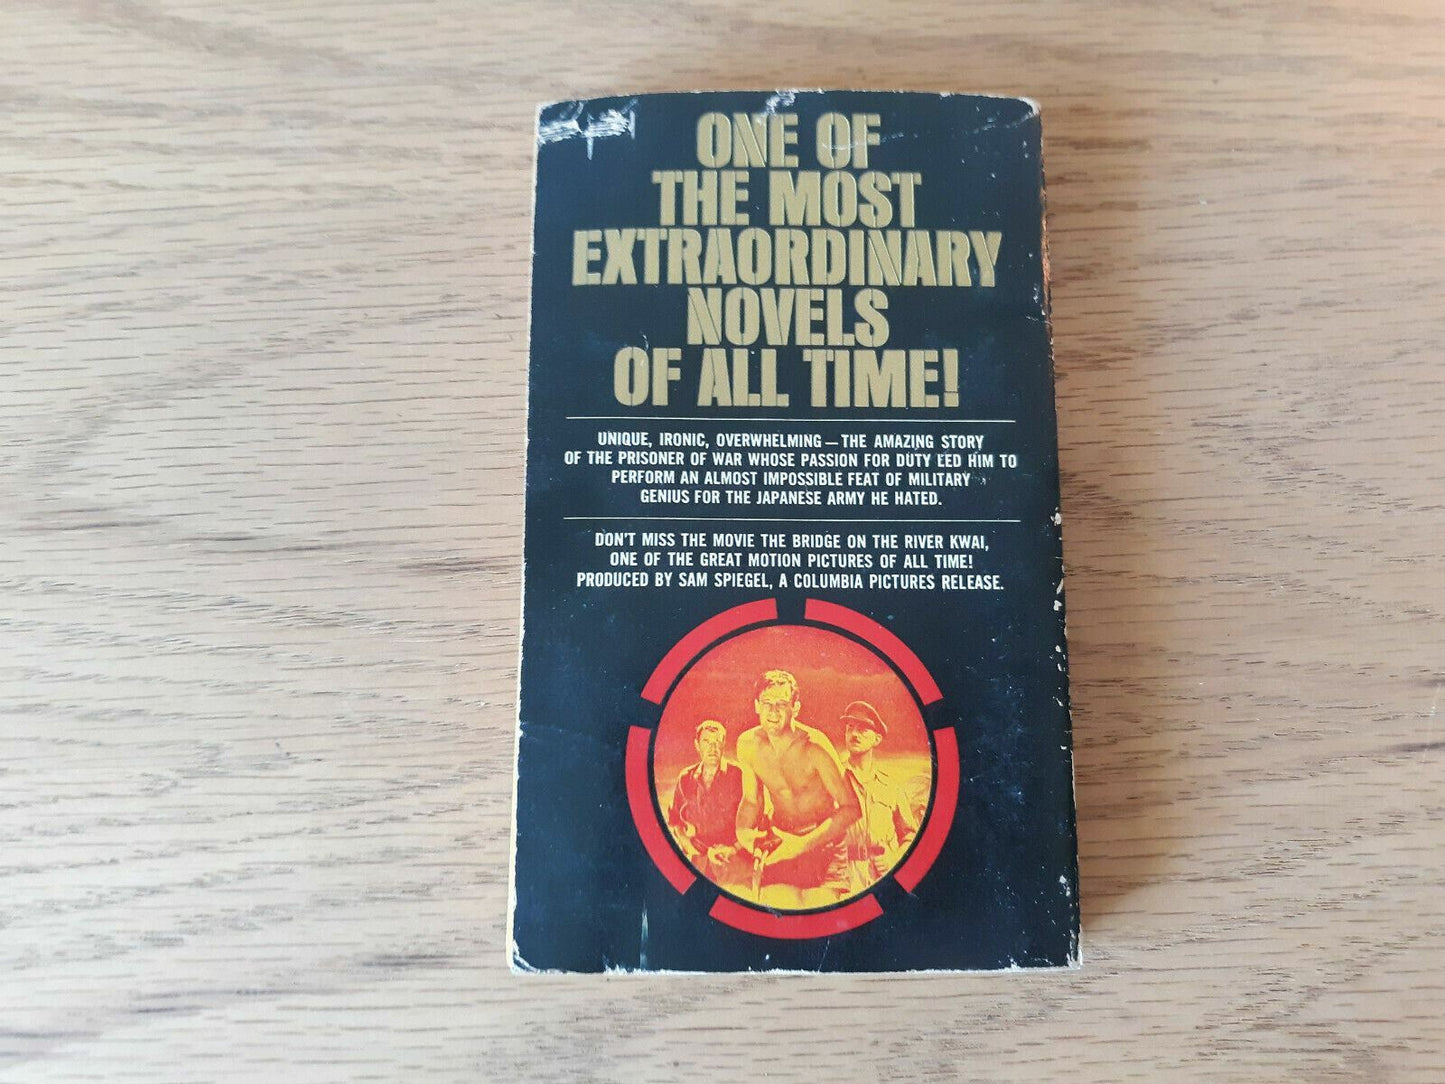 ONE OF
THE MOST
EXTRAORDINARY
NOVELS
OF ALL TIME!
UNIQUE, IRONIC, OVERWHELMING — THE AMAZING STORY
OF THE PRISONER OF WAR WHOSE PASSION FOR DUTY LED HIM TO
PERFORM AN ALMOST IMPOSSIBLE FEAT OF MILITARY
GENIUS FOR THE JAPANESE ARMY HE HATED.
DON'T MISS THE MOVIE THE BRIDGE ON THE RIVER KWAI,
ONE OF THE GREAT MOTION PICTURES OF ALL TIME!
PRODUCED BY SAM SPIEGEL, A COLUMBIA PICTURES RELEASE.